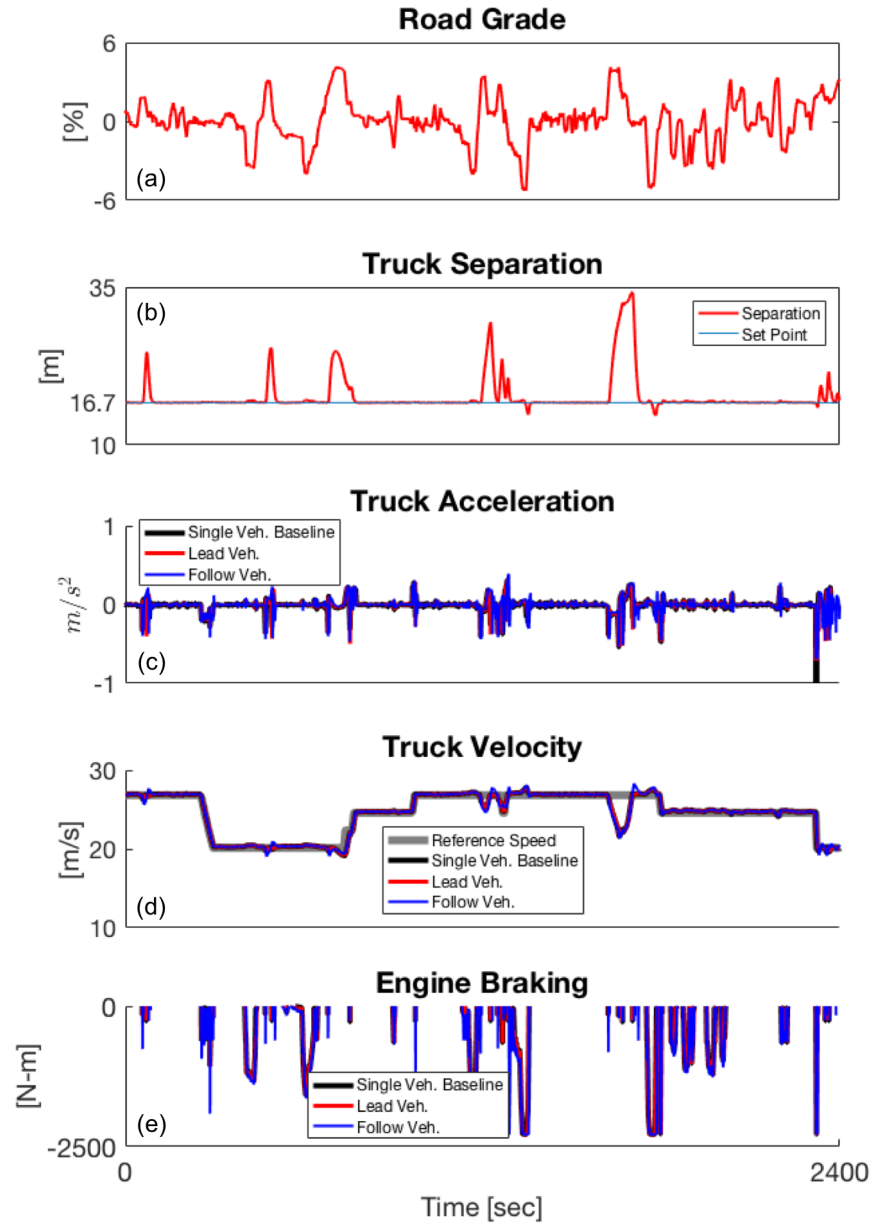 Road Grade
6
[%]
0
(a)
-6
Truck Separation
35
(b)
Separation
Set Point
[m]
16.7
10
Truck Acceleration
1
Single Veh. Baseline
Lead Veh.
Follow Veh.
m/s²
0
(c)
-1
Truck Velocity
30
[m/s]
20
Reference Speed
Single Veh. Baseline
Lead Veh.
Follow Veh.
(d)
10
Engine Braking
0
[N-m]
Single Veh. Baseline
Lead Veh.
Follow Veh.
(e)
-2500
0
2400
Time [sec]